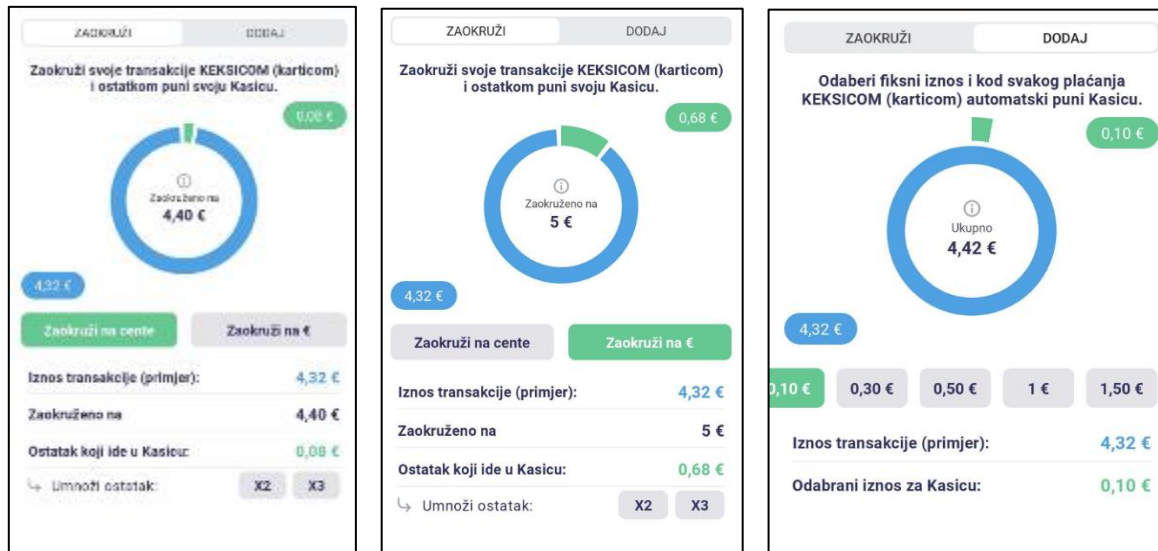 ZAOKRUŽI DODAJ
Zaokruži svoje transakcije KEKSICOM (karticom)
i ostatkom puni svoju Kasicu.
0,08 €
Zaokruženo na
4,40 €
4,32 €
Zaokruži na cente Zaokruži na €
Iznos transakcije (primjer): 4,32 €
Zaokruženo na 4,40 €
Ostatak koji ide u Kasicu: 0,08 €
Umnoži ostatak: X2 X3
ZAOKRUŽI DODAJ
Zaokruži svoje transakcije KEKSICOM (karticom)
i ostatkom puni svoju Kasicu.
0,68 €
Zaokruženo na
5 €
4,32 €
Zaokruži na cente Zaokruži na €
Iznos transakcije (primjer): 4,32 €
Zaokruženo na 5 €
Ostatak koji ide u Kasicu: 0,68 €
Umnoži ostatak: X2 X3
ZAOKRUŽI DODAJ
Odaberi fiksni iznos i kod svakog plaćanja
KEKSICOM (karticom) automatski puni Kasicu.
0,10 €
Ukupno
4,42 €
4,32 €
0,10 € 0,30 € 0,50 € 1 € 1,50 €
Iznos transakcije (primjer): 4,32 €
Odabrani iznos za Kasicu: 0,10 €